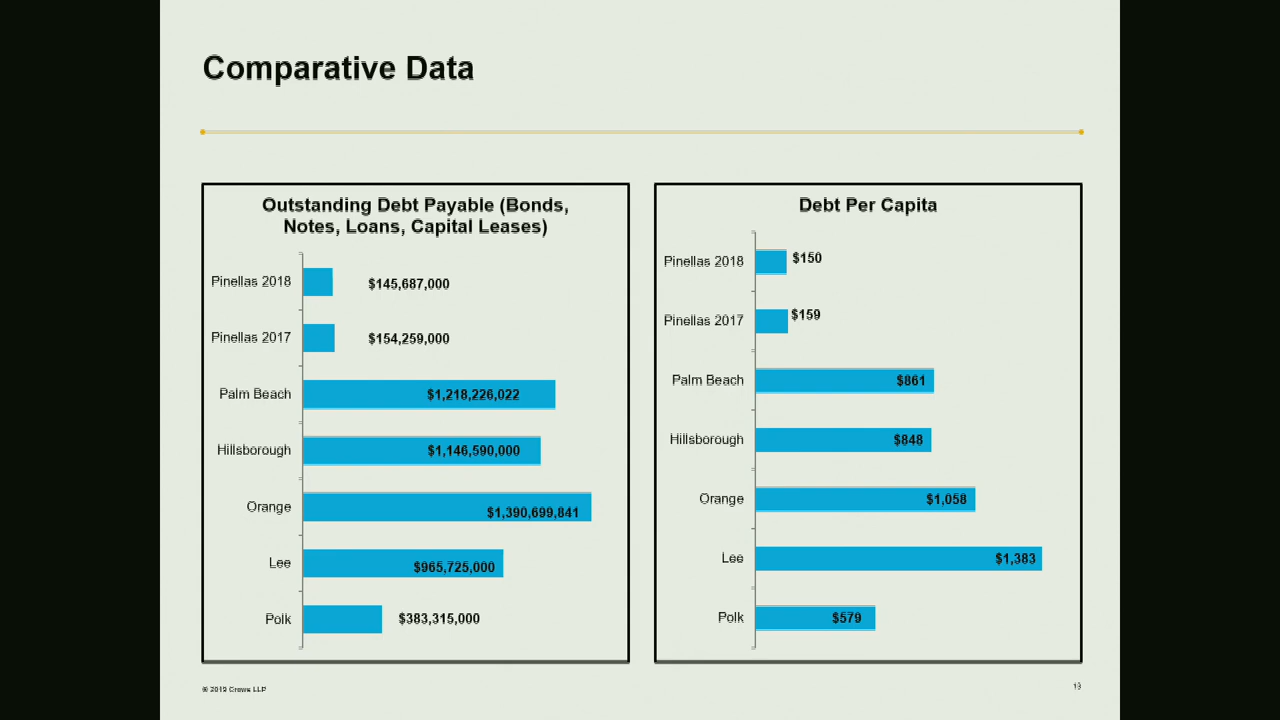 Comparative Data
Outstanding Debt Payable (Bonds,
Notes, Loans, Capital Leases)
Pinellas 2018 $145,687,000
Pinellas 2017 $154,259,000
Palm Beach $1,218,226,022
Hillsborough $1,146,590,000
Orange $1,390,699,841
Lee $965,725,000
Polk $383,315,000
Debt Per Capita
Pinellas 2018 $150
Pinellas 2017 $159
Palm Beach $861
Hillsborough $848
Orange $1,058
Lee $1,383
Polk $579
© 2019 Crowe LLP
13